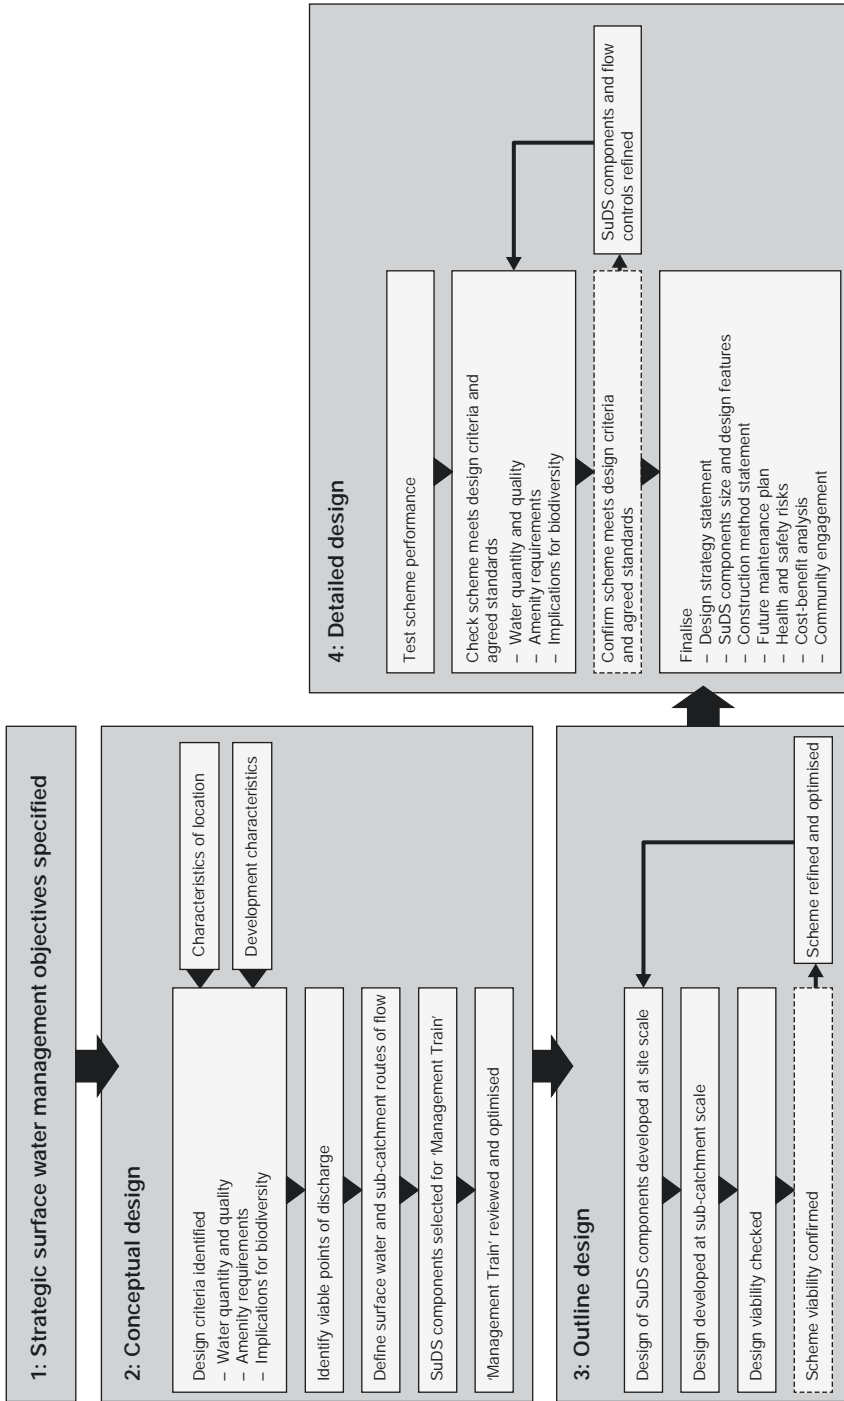 1: Strategic surface water management objectives specified
2: Conceptual design
Design criteria identified
– Water quantity and quality
– Amenity requirements
– Implications for biodiversity
Characteristics of location
Development characteristics
Identify viable points of discharge
Define surface water and sub-catchment routes of flow
SuDS components selected for ‘Management Train’
‘Management Train’ reviewed and optimised
3: Outline design
Design of SuDS components developed at site scale
Design developed at sub-catchment scale
Design viability checked
Scheme viability confirmed
Scheme refined and optimised
4: Detailed design
Test scheme performance
Check scheme meets design criteria and
agreed standards
– Water quantity and quality
– Amenity requirements
– Implications for biodiversity
Confirm scheme meets design criteria
and agreed standards
SuDS components and flow
controls refined
Finalise
– Design strategy statement
– SuDS components size and design features
– Construction method statement
– Future maintenance plan
– Health and safety risks
– Cost-benefit analysis
– Community engagement